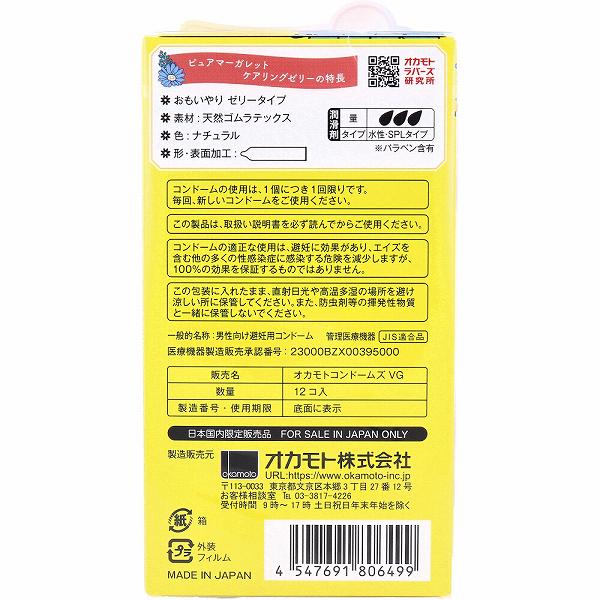 ピュアマーガレット
ケアリングゼリーの特長
オカモト
ラバーズ
研究所
おもいやり ゼリータイプ
素材：天然ゴムラテックス
色：ナチュラル
形・表面加工：
潤滑剤
量
タイプ 水性・SPLタイプ
※パラベン含有
コンドームの使用は、1個につき1回限りです。
毎回、新しいコンドームをご使用ください。
この製品は、取扱い説明書を必ず読んでからご使用ください。
コンドームの適正な使用は、避妊に効果があり、エイズを
含む他の多くの性感染症に感染する危険を減少しますが、
100%の効果を保証するものではありません。
この包装に入れたまま、直射日光や高温多湿の場所を避け
涼しい所に保管してください。また、防虫剤等の揮発性物質
と一緒に保管しないでください。
一般的名称：男性向け避妊用コンドーム 管理医療機器 JIS適合品
医療機器製造販売承認番号：23000BZX00395000
販売名 オカモトコンドームズ VG
数量 12コ入
製造番号・使用期限 底面に表示
日本国内限定販売品 FOR SALE IN JAPAN ONLY
製造販売元 okamoto オカモト株式会社
URL:https://www.okamoto-inc.jp
〒113-0033 東京都文京区本郷3丁目27番12号
お客様相談室 TEL 03-3817-4226
受付時間 9時〜17時 土日祝日年末年始を除く
紙 箱
プラ 外装
フィルム
MADE IN JAPAN
4 547691 806499